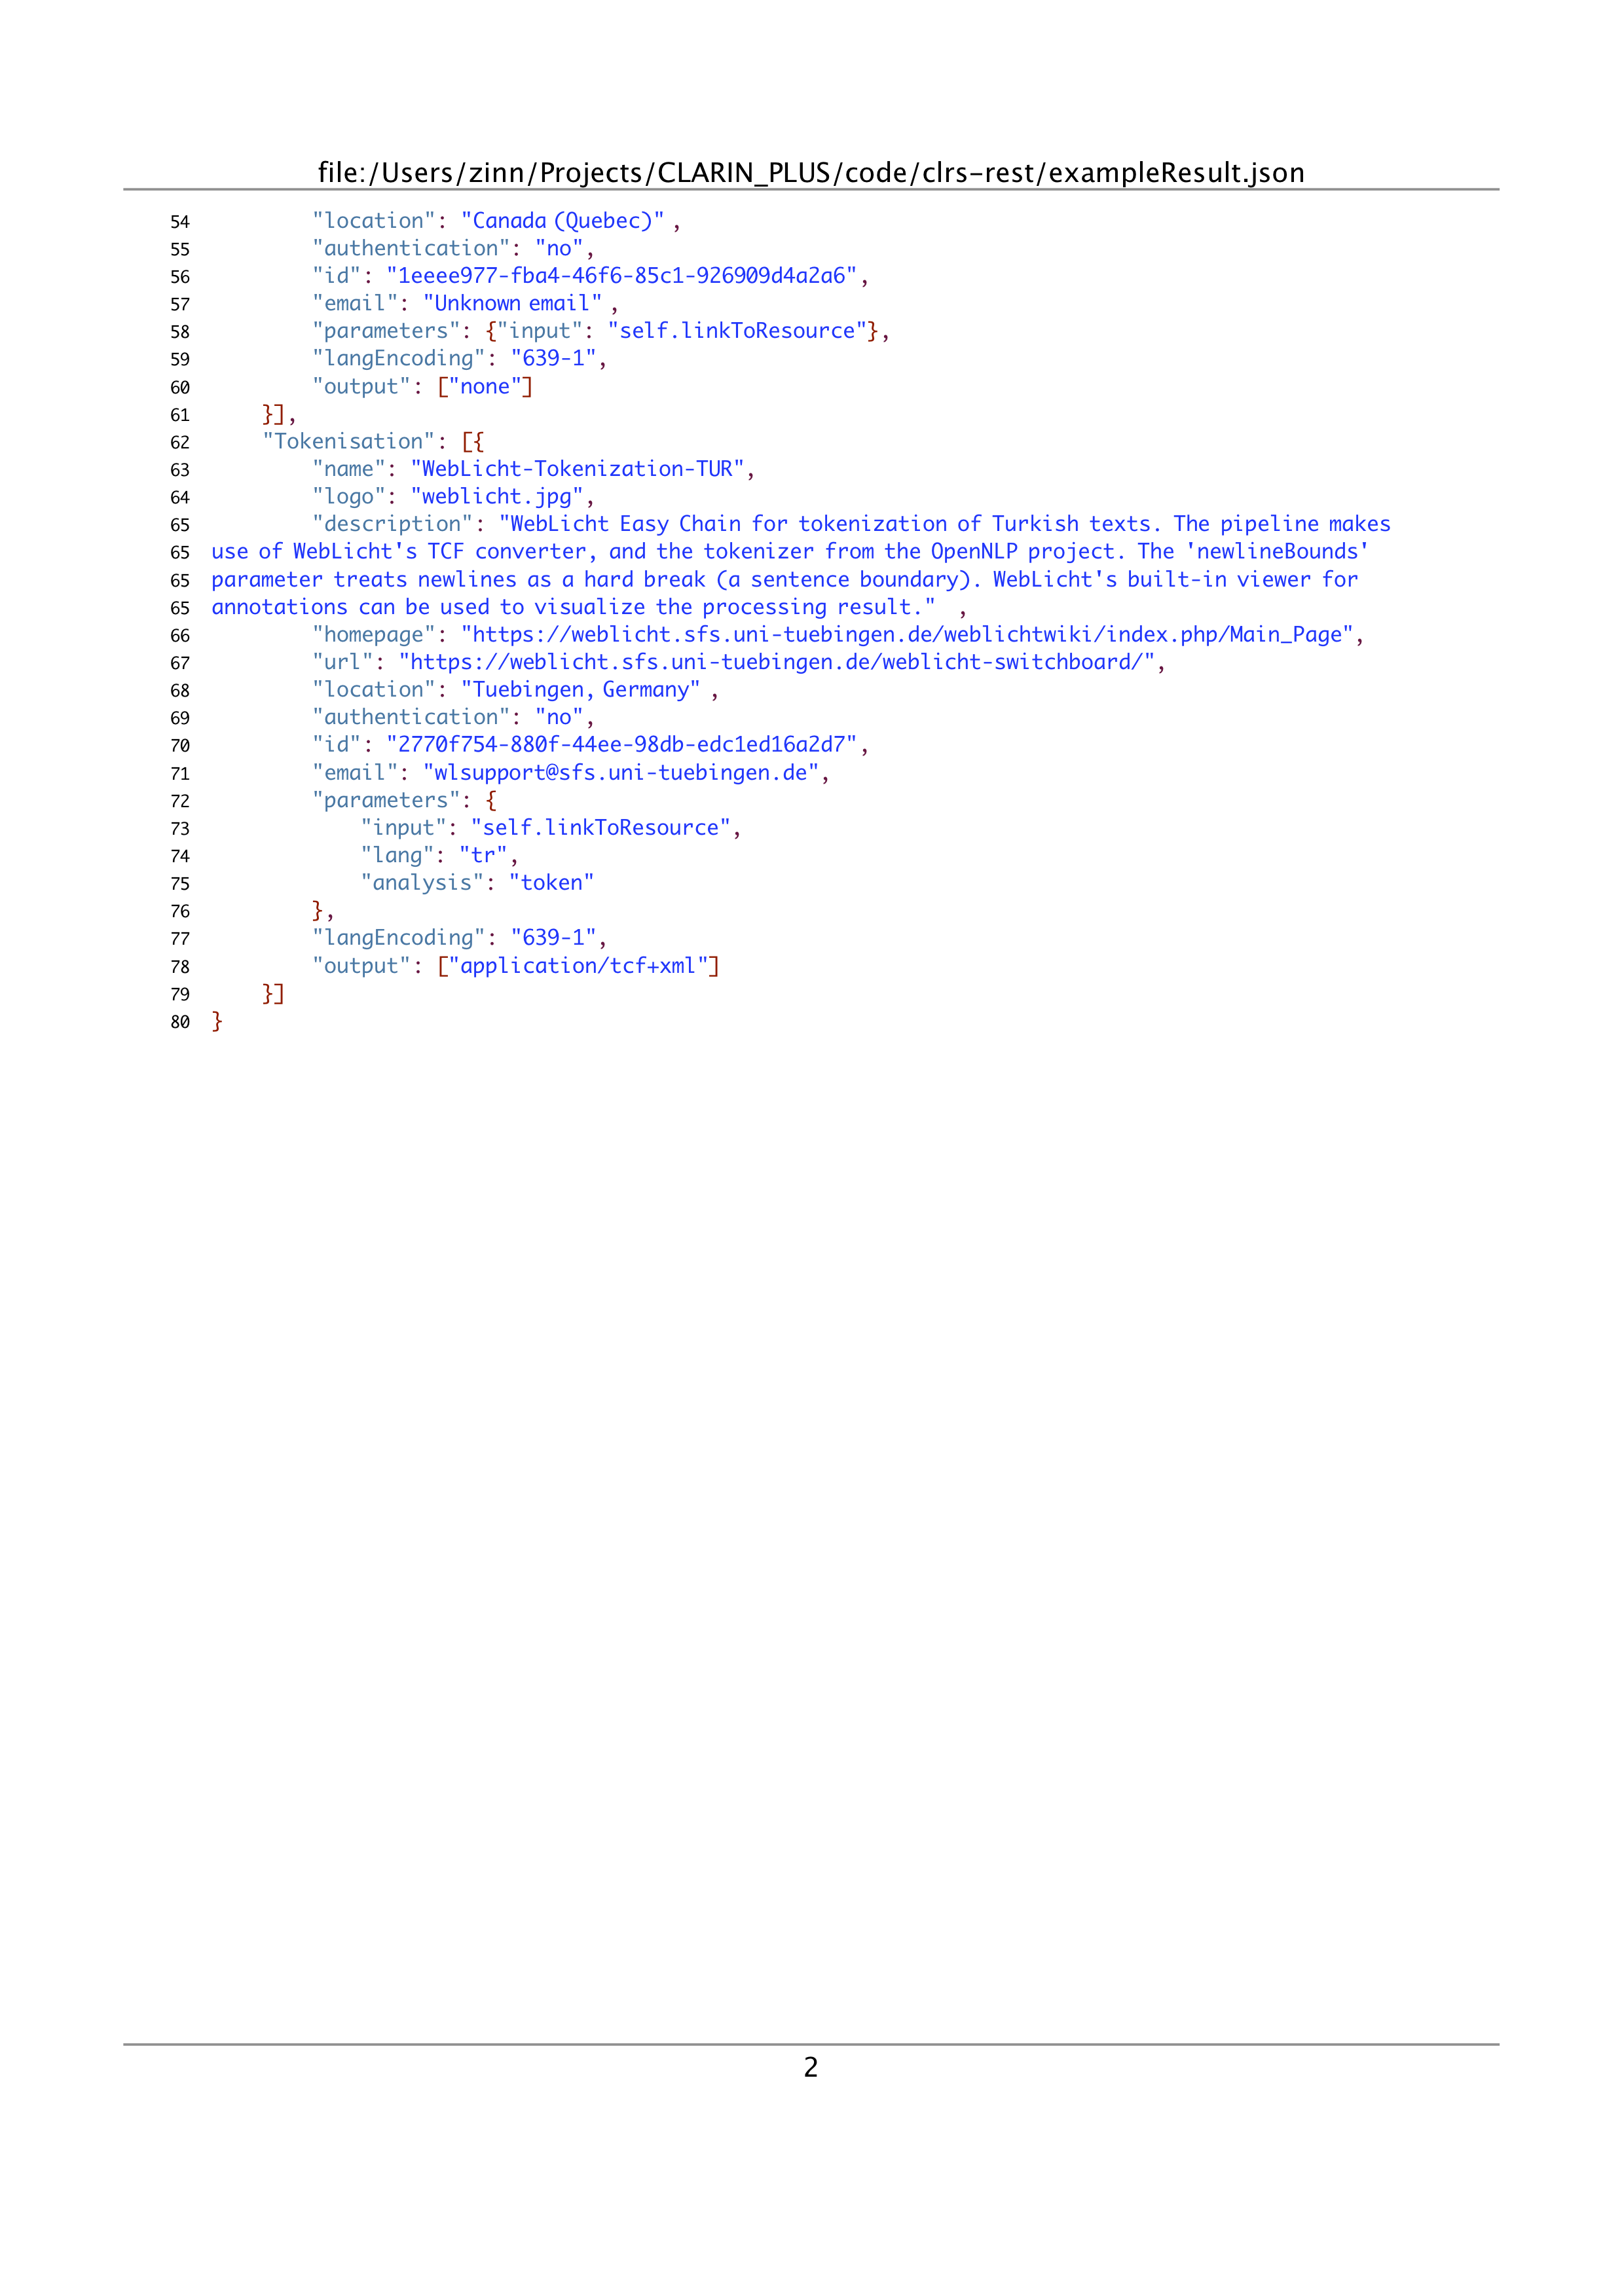 file:/Users/zinn/Projects/CLARIN_PLUS/code/clrs-rest/exampleResult.json
54 "location": "Canada (Quebec)" ,
55 "authentication": "no",
56 "id": "1eeee977-fba4-46f6-85c1-926909d4a2a6",
57 "email": "Unknown email" ,
58 "parameters": {"input": "self.linkToResource"},
59 "langEncoding": "639-1",
60 "output": ["none"]
61 }],
62 "Tokenisation": [{
63 "name": "WebLicht-Tokenization-TUR",
64 "logo": "weblicht.jpg",
65 "description": "WebLicht Easy Chain for tokenization of Turkish texts. The pipeline makes
65 use of WebLicht's TCF converter, and the tokenizer from the OpenNLP project. The 'newlineBounds'
65 parameter treats newlines as a hard break (a sentence boundary). WebLicht's built-in viewer for
65 annotations can be used to visualize the processing result." ,
66 "homepage": "https://weblicht.sfs.uni-tuebingen.de/weblichtwiki/index.php/Main_Page",
67 "url": "https://weblicht.sfs.uni-tuebingen.de/weblicht-switchboard/",
68 "location": "Tuebingen, Germany" ,
69 "authentication": "no",
70 "id": "2770f754-880f-44ee-98db-edc1ed16a2d7",
71 "email": "wlsupport@sfs.uni-tuebingen.de",
72 "parameters": {
73 "input": "self.linkToResource",
74 "lang": "tr",
75 "analysis": "token"
76 },
77 "langEncoding": "639-1",
78 "output": ["application/tcf+xml"]
79 }]
80 }
2